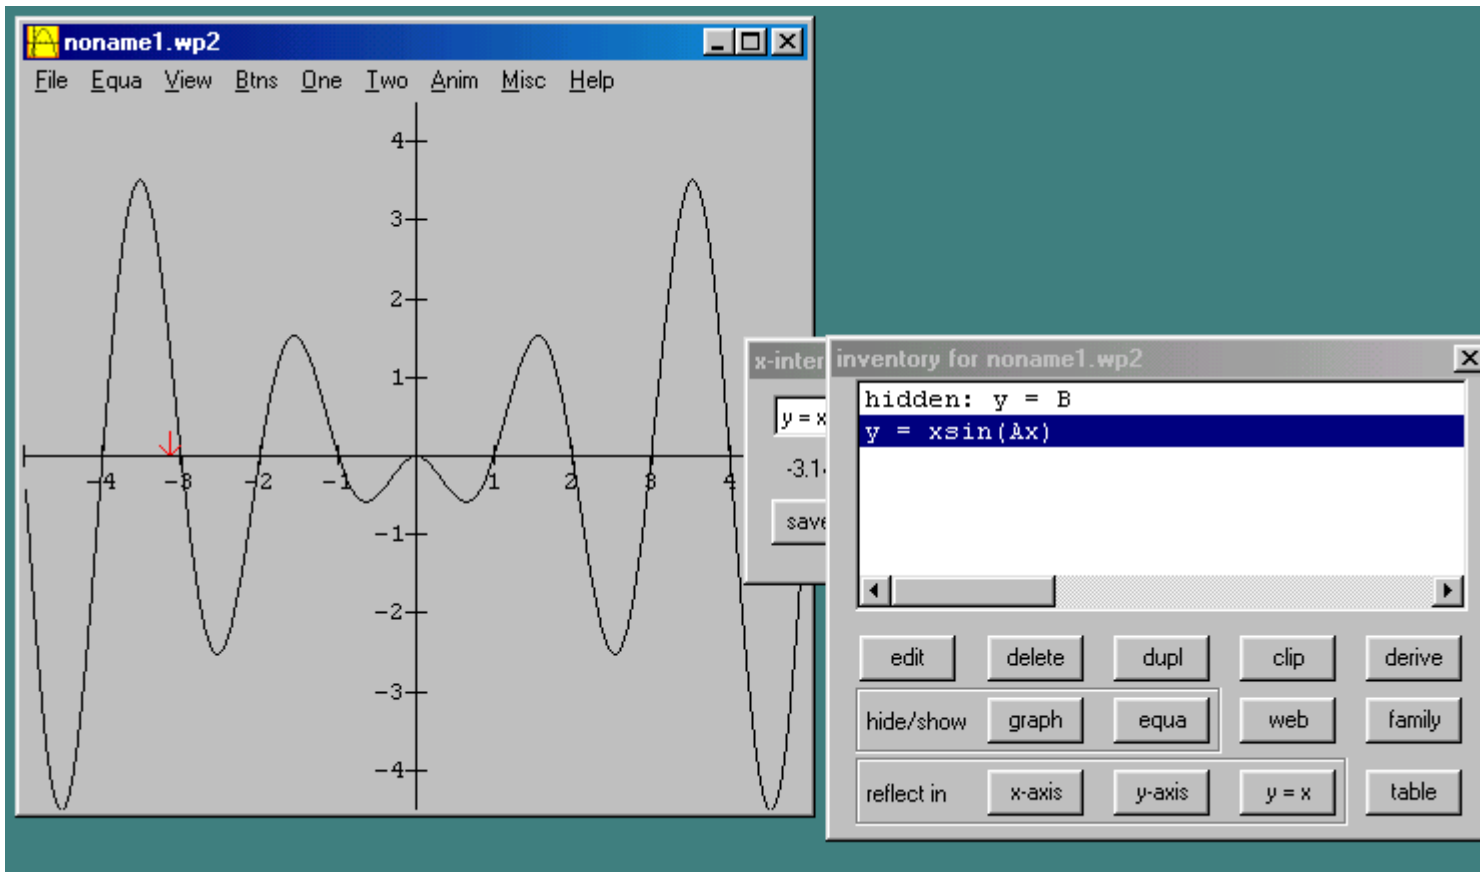 noname1.wp2
File Equa View Btns One Two Anim Misc Help
4
3
2
1
-4 -3 -2 -1 1 2 3 4
-1
-2
-3
-4
x-inter
y = x
-3.14
save
inventory for noname1.wp2
hidden: y = B
y = xsin(Ax)
edit delete dupl clip derive
hide/show graph equa web family
reflect in x-axis y-axis y = x table